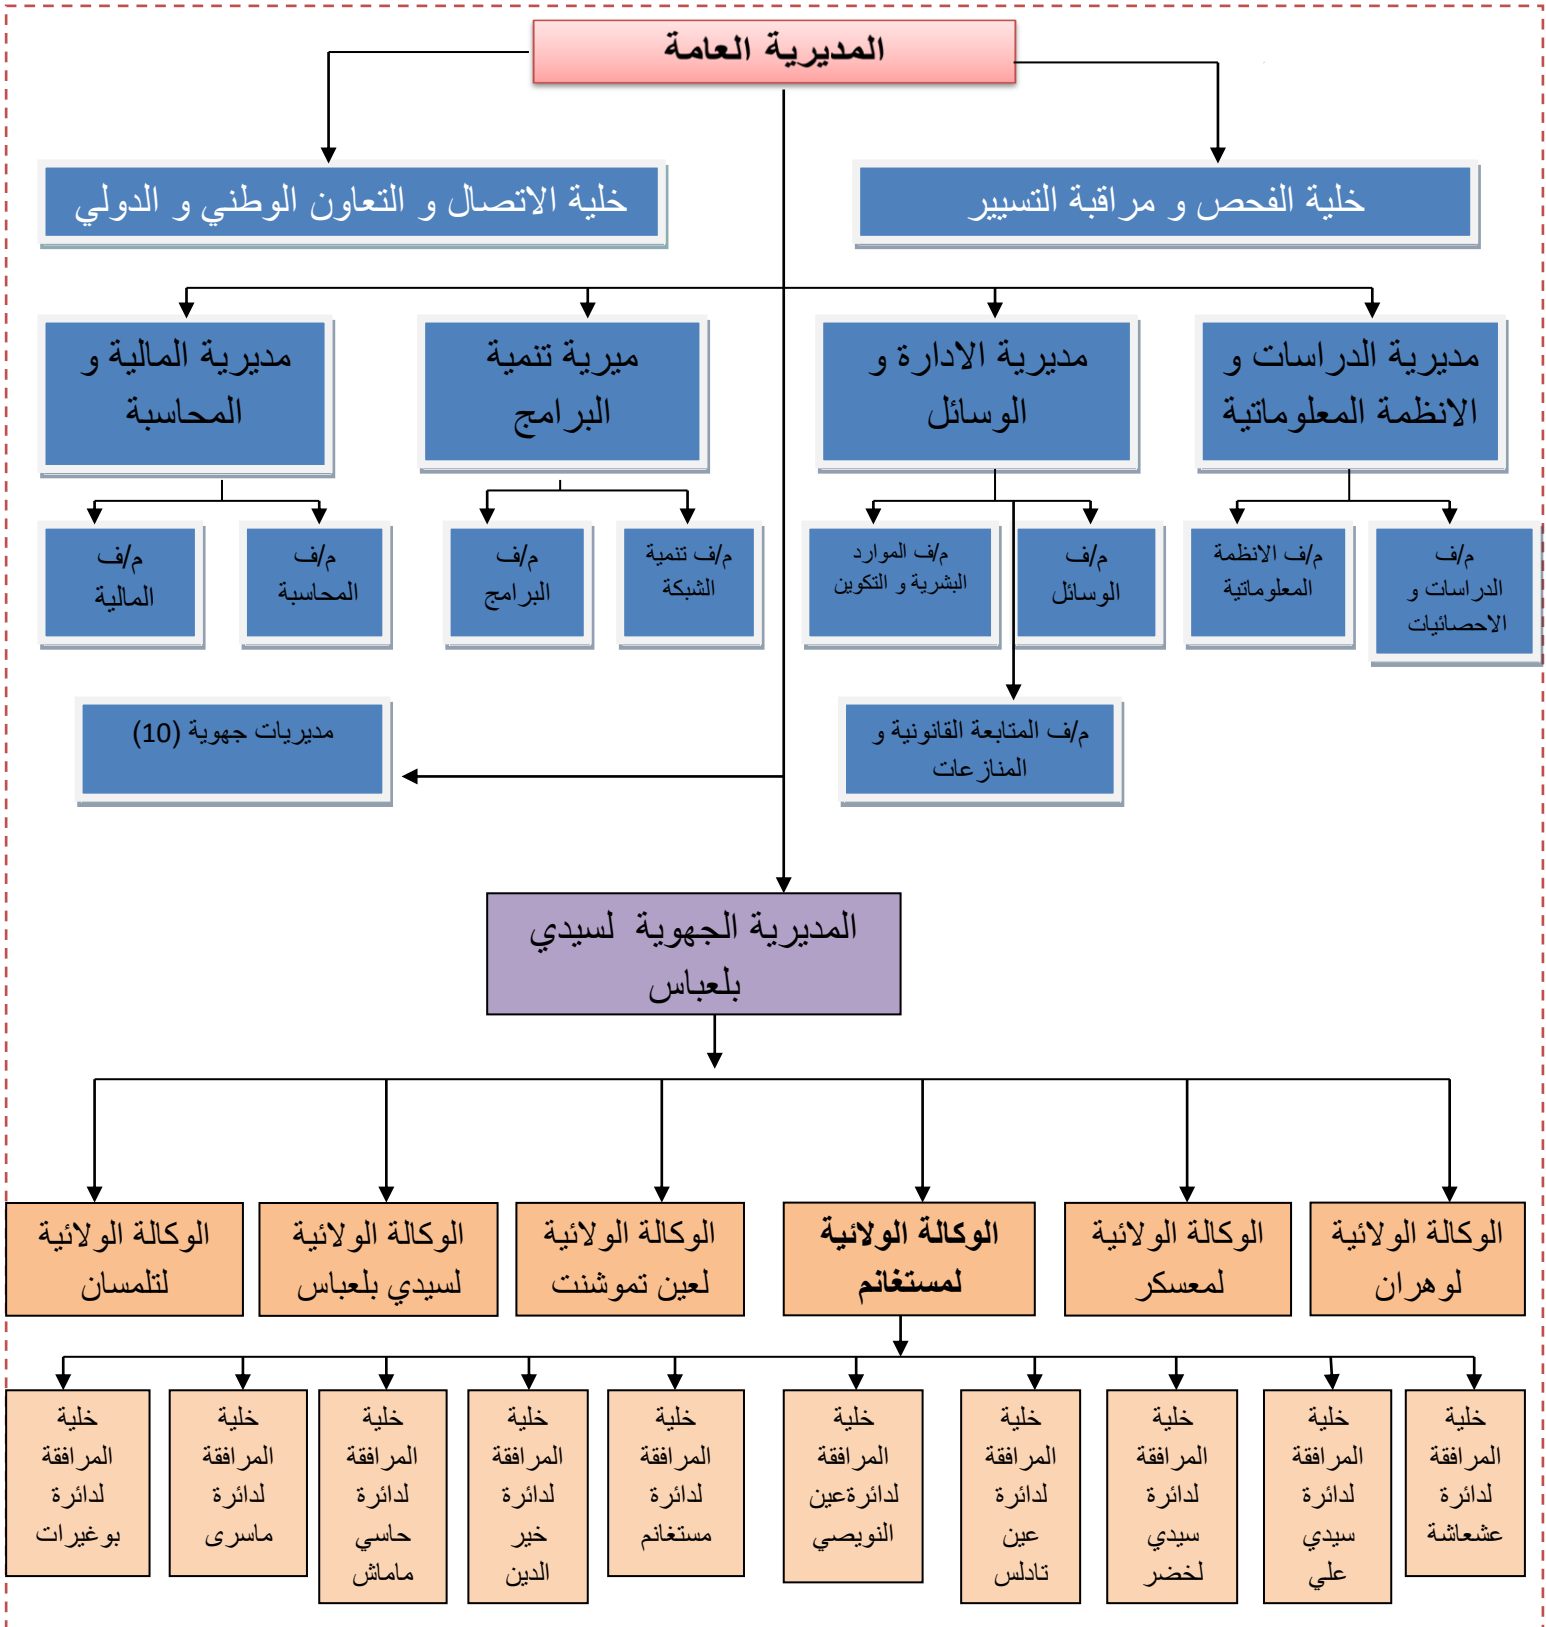 المديرية العامة
خلية الفحص و مراقبة التسيير
خلية الاتصال و التعاون الوطني و الدولي
مديرية الدراسات و
الانظمة المعلوماتية
مديرية الادارة و
الوسائل
ميرية تنمية
البرامج
مديرية المالية و
المحاسبة
م/ف
الدراسات و
الاحصائيات
م/ف الانظمة
المعلوماتية
م/ف
الوسائل
م/ف الموارد
البشرية و التكوين
م/ف تنمية
الشبكة
م/ف
البرامج
م/ف
المحاسبة
م/ف
المالية
م/ف المتابعة القانونية و
المنازعات
مديريات جهوية (10)
المديرية الجهوية لسيدي
بلعباس
الوكالة الولائية
لوهران
الوكالة الولائية
لمعسكر
الوكالة الولائية
لمستغانم
الوكالة الولائية
لعين تموشنت
الوكالة الولائية
لسيدي بلعباس
الوكالة الولائية
لتلمسان
خلية
المرافقة
لدائرة
عشعاشة
خلية
المرافقة
لدائرة
سيدي
علي
خلية
المرافقة
لدائرة
سيدي
لخضر
خلية
المرافقة
لدائرة
عين
تادلس
خلية
المرافقة
لدائرةعين
النويصي
خلية
المرافقة
لدائرة
مستغانم
خلية
المرافقة
لدائرة
خير
الدين
خلية
المرافقة
لدائرة
حاسي
ماماش
خلية
المرافقة
لدائرة
ماسرى
خلية
المرافقة
لدائرة
بوغيرات